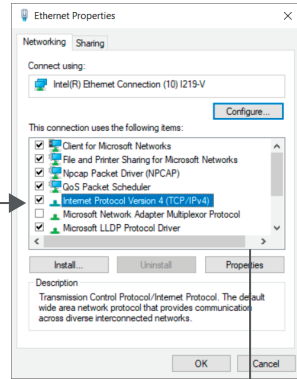 Ethernet Properties
Networking Sharing
Connect using:
Intel(R) Ethernet Connection (10) I219-V
Configure...
This connection uses the following items:
Client for Microsoft Networks
File and Printer Sharing for Microsoft Networks
Npcap Packet Driver (NPCAP)
QoS Packet Scheduler
Internet Protocol Version 4 (TCP/IPv4)
Microsoft Network Adapter Multiplexor Protocol
Microsoft LLDP Protocol Driver
Install... Uninstall Properties
Description
Transmission Control Protocol/Internet Protocol. The default
wide area network protocol that provides communication
across diverse interconnected networks.
OK Cancel